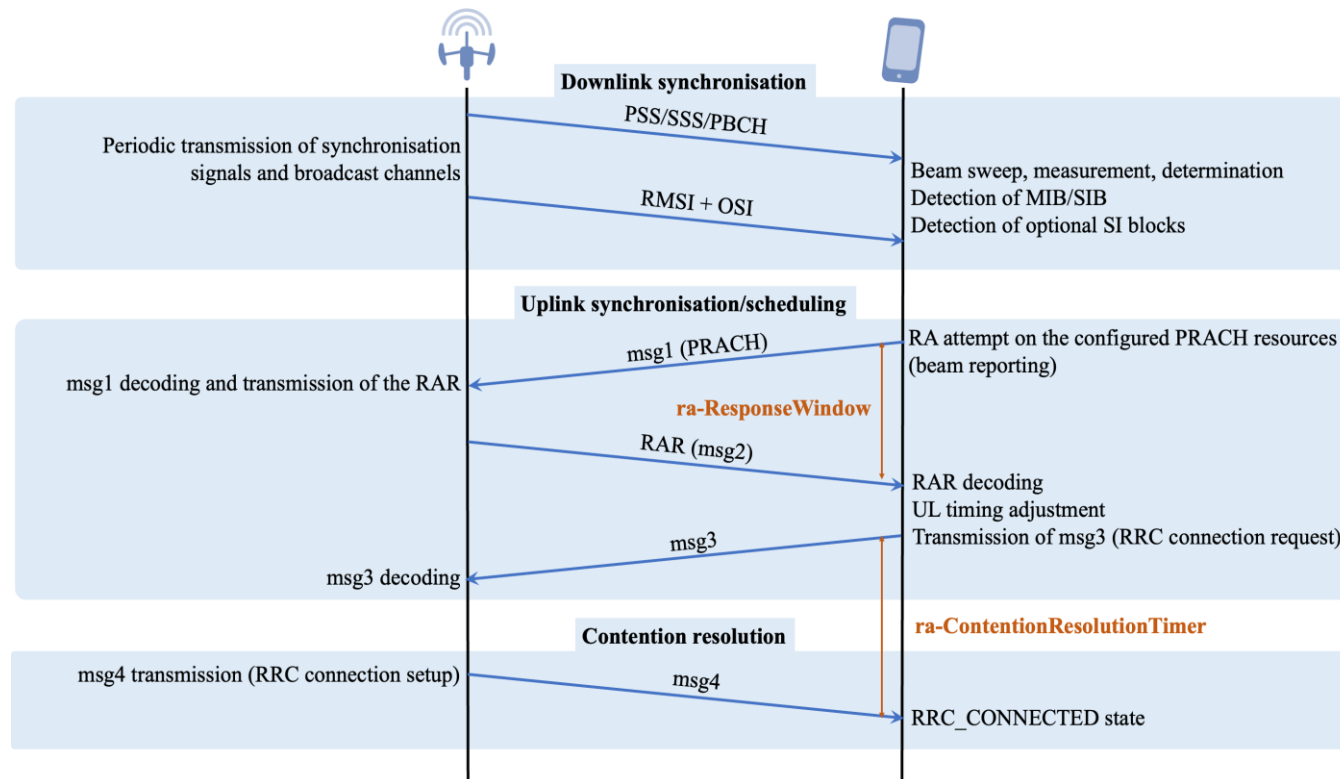 Downlink synchronisation
PSS/SSS/PBCH
Periodic transmission of synchronisation
signals and broadcast channels
Beam sweep, measurement, determination
Detection of MIB/SIB
Detection of optional SI blocks
RMSI + OSI
Uplink synchronisation/scheduling
msg1 (PRACH)
RA attempt on the configured PRACH resources
(beam reporting)
msg1 decoding and transmission of the RAR
ra-ResponseWindow
RAR (msg2)
RAR decoding
UL timing adjustment
Transmission of msg3 (RRC connection request)
msg3
msg3 decoding
ra-ContentionResolutionTimer
Contention resolution
msg4 transmission (RRC connection setup)
msg4
RRC_CONNECTED state